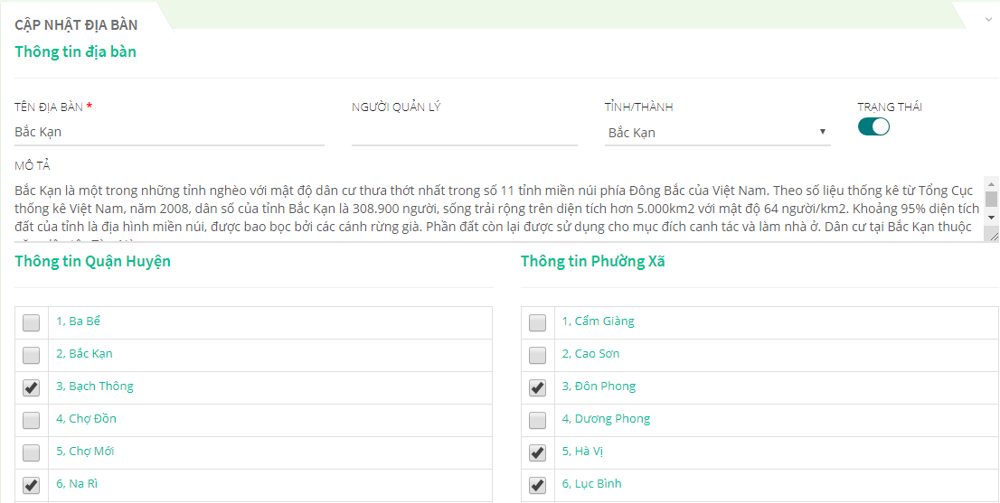 CẬP NHẬT ĐỊA BÀN
Thông tin địa bàn
TÊN ĐỊA BÀN *
NGƯỜI QUẢN LÝ
TỈNH/THÀNH
TRẠNG THÁI
Bắc Kạn
Bắc Kạn
MÔ TẢ
Bắc Kạn là một trong những tỉnh nghèo với mật độ dân cư thưa thớt nhất trong số 11 tỉnh miền núi phía Đông Bắc của Việt Nam. Theo số liệu thống kê từ Tổng Cục
thống kê Việt Nam, năm 2008, dân số của tỉnh Bắc Kạn là 308.900 người, sống trải rộng trên diện tích hơn 5.000km2 với mật độ 64 người/km2. Khoảng 95% diện tích
đất của tỉnh là địa hình miền núi, được bao bọc bởi các cánh rừng già. Phần đất còn lại được sử dụng cho mục đích canh tác và làm nhà ở. Dân cư tại Bắc Kạn thuộc
Thông tin Quận Huyện
1, Ba Bể
2, Bắc Kạn
3, Bạch Thông
4, Chợ Đồn
5, Chợ Mới
6, Na Rì
Thông tin Phường Xã
1, Cẩm Giàng
2, Cao Sơn
3, Đôn Phong
4, Dương Phong
5, Hà Vị
6, Lục Bình